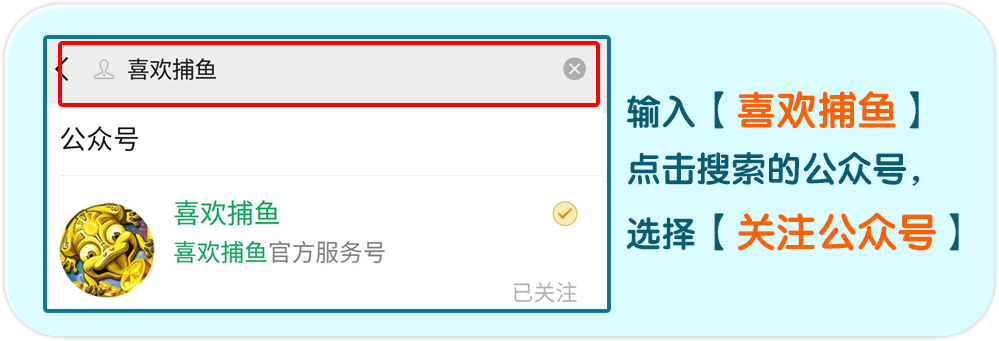 喜欢捕鱼
公众号
喜欢捕鱼
喜欢捕鱼官方服务号
已关注
输入【喜欢捕鱼】
点击搜索的公众号，
选择【关注公众号】